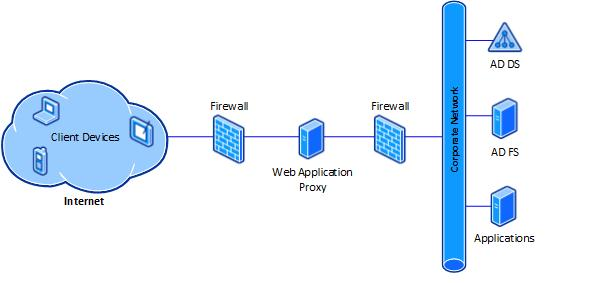 Client Devices
Internet
Firewall
Web Application
Proxy
Firewall
Corporate Network
AD DS
AD FS
Applications